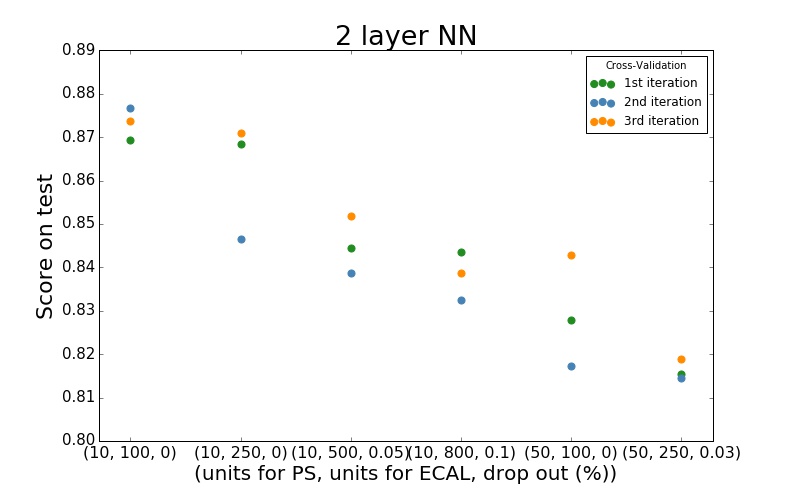 2 layer NN
0.89
0.88
0.87
0.86
0.85
0.84
0.83
0.82
0.81
0.80
Score on test
Cross-Validation
1st iteration
2nd iteration
3rd iteration
(10, 100, 0) (10, 250, 0) (10, 500, 0.05) (10, 800, 0.1) (50, 100, 0) (50, 250, 0.03)
(units for PS, units for ECAL, drop out (%))